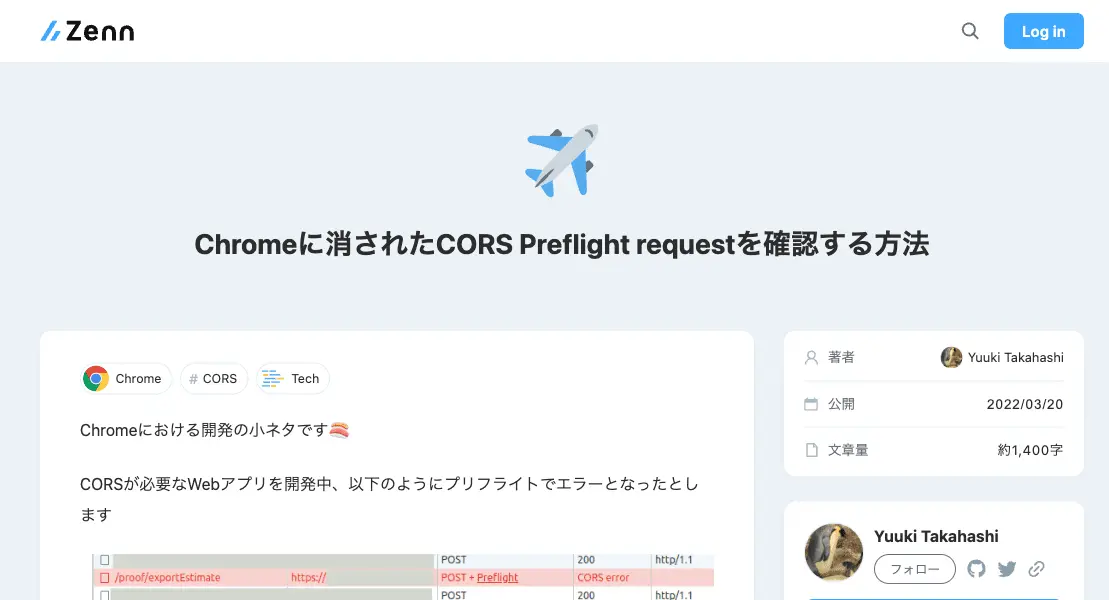 Zenn
Log in
Chromeに消されたCORS Preflight requestを確認する方法
Chrome
# CORS
Tech
Chromeにおける開発の小ネタです🍣
CORSが必要なWebアプリを開発中、以下のようにプリフライトでエラーとなったとし
ます
POST 200 http/1.1
/proof/exportEstimate https:// POST + Preflight CORS error
POST 200 http/1.1
著者 Yuuki Takahashi
公開 2022/03/20
文章量 約1,400字
Yuuki Takahashi
フォロー